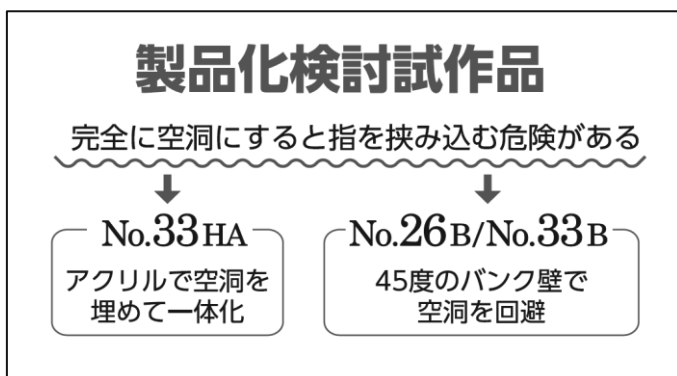 製品化検討試作品
完全に空洞にすると指を挟み込む危険がある
No.33HA
アクリルで空洞を
埋めて一体化
No.26B/No.33B
45度のバンク壁で
空洞を回避